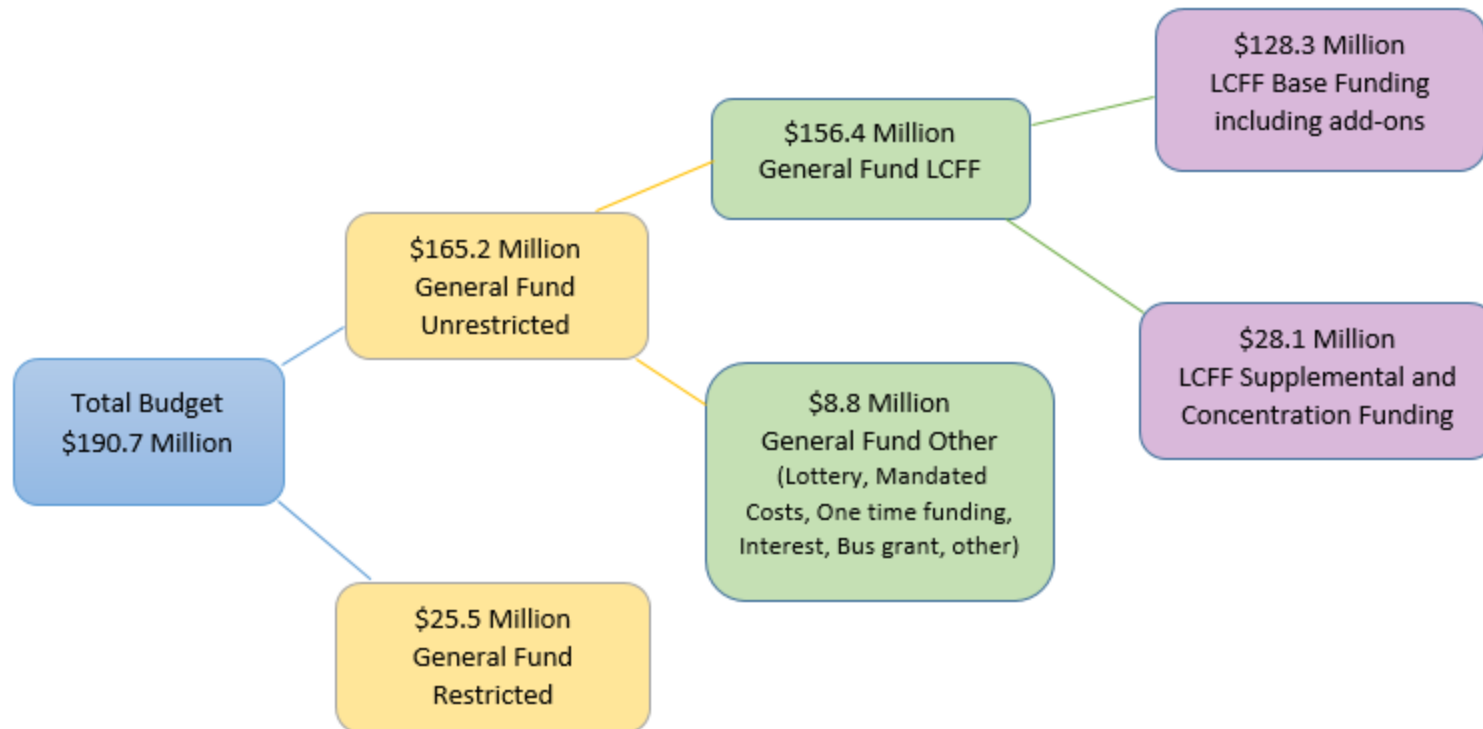 Total Budget
$190.7 Million
$165.2 Million
General Fund
Unrestricted
$25.5 Million
General Fund
Restricted
$156.4 Million
General Fund LCFF
$8.8 Million
General Fund Other
(Lottery, Mandated
Costs, One time funding,
Interest, Bus grant, other)
$128.3 Million
LCFF Base Funding
including add-ons
$28.1 Million
LCFF Supplemental and
Concentration Funding